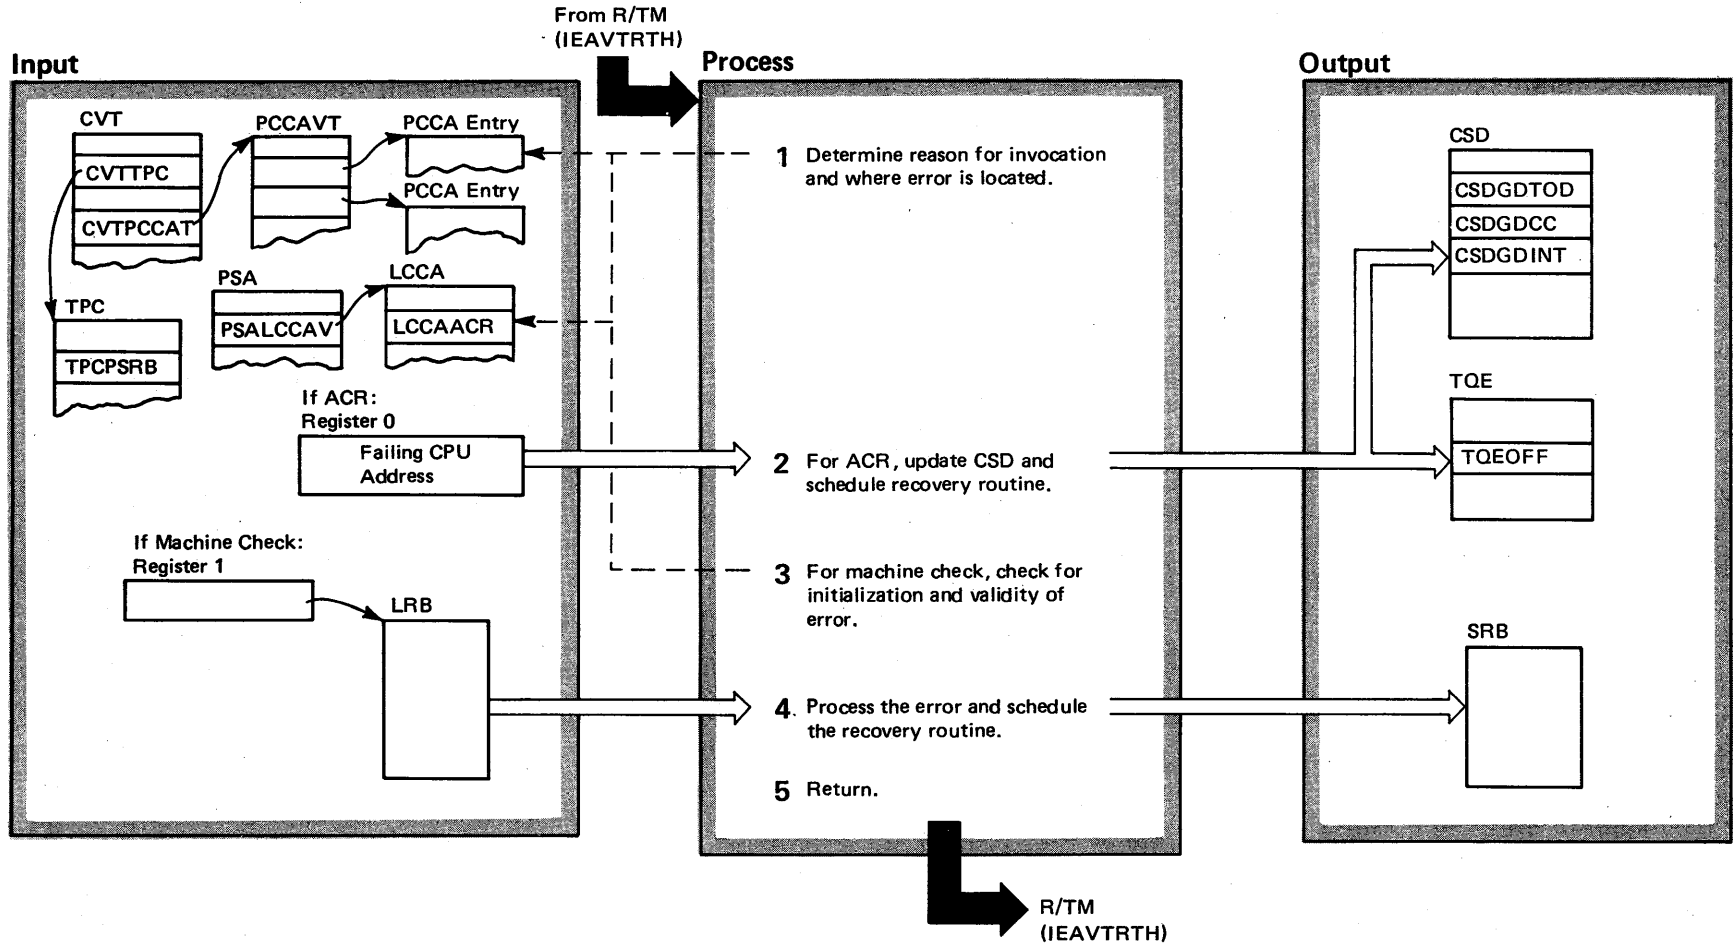 From R/TM
(IEAVTRTH)
Input
Process
Output
CVT
CVTTPC
CVTPCCAT
PCCAVT
PCCA Entry
PCCA Entry
PSA
PSALCCAV
LCCA
LCCAACR
TPC
TPCPSRB
If ACR:
Register 0
Failing CPU
Address
If Machine Check:
Register 1
LRB
1 Determine reason for invocation
and where error is located.
2 For ACR, update CSD and
schedule recovery routine.
3 For machine check, check for
initialization and validity of
error.
4. Process the error and schedule
the recovery routine.
5 Return.
CSD
CSDGDTOD
CSDGDCC
CSDGDINT
TQE
TQEOFF
SRB
R/TM
(IEAVTRTH)